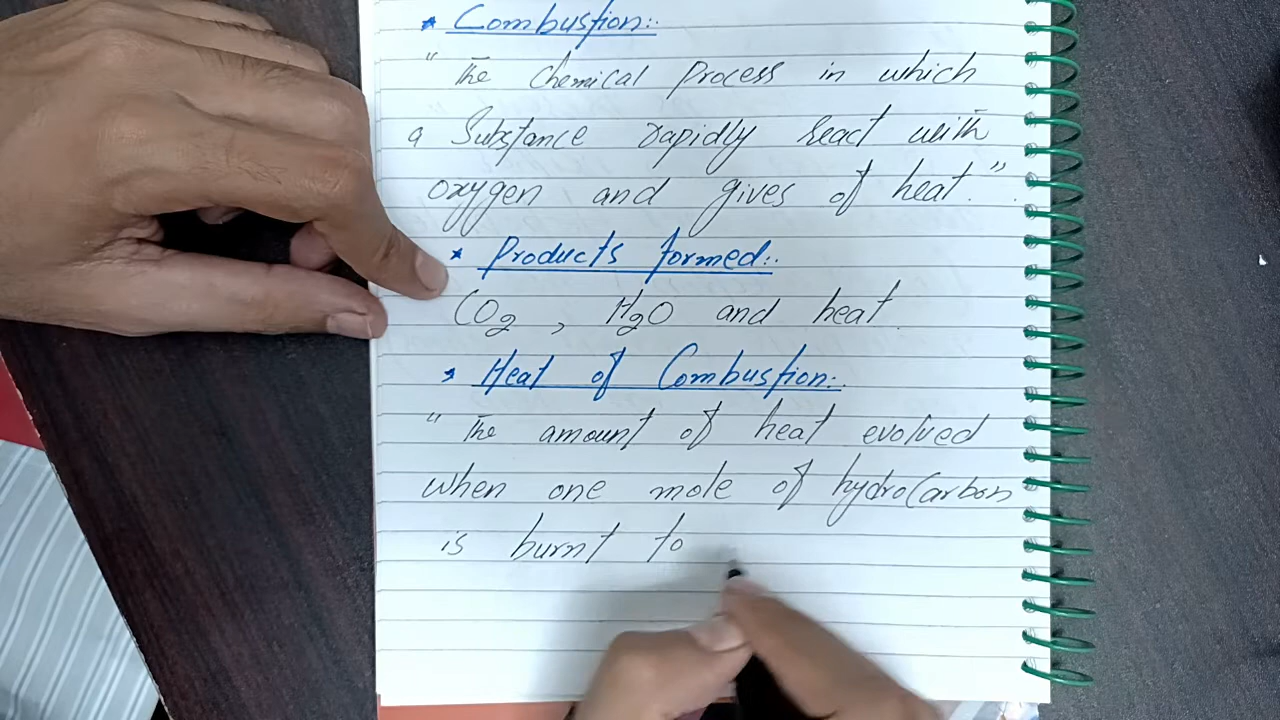 * Combustion:.
" The Chemical Process in which
a Substance rapidly react with
oxygen and gives of heat."
* Products formed:.
CO₂ , H₂O and heat.
* Heat of Combustion:.
" The amount of heat evolved
when one mole of hydroCarbon
is burnt to